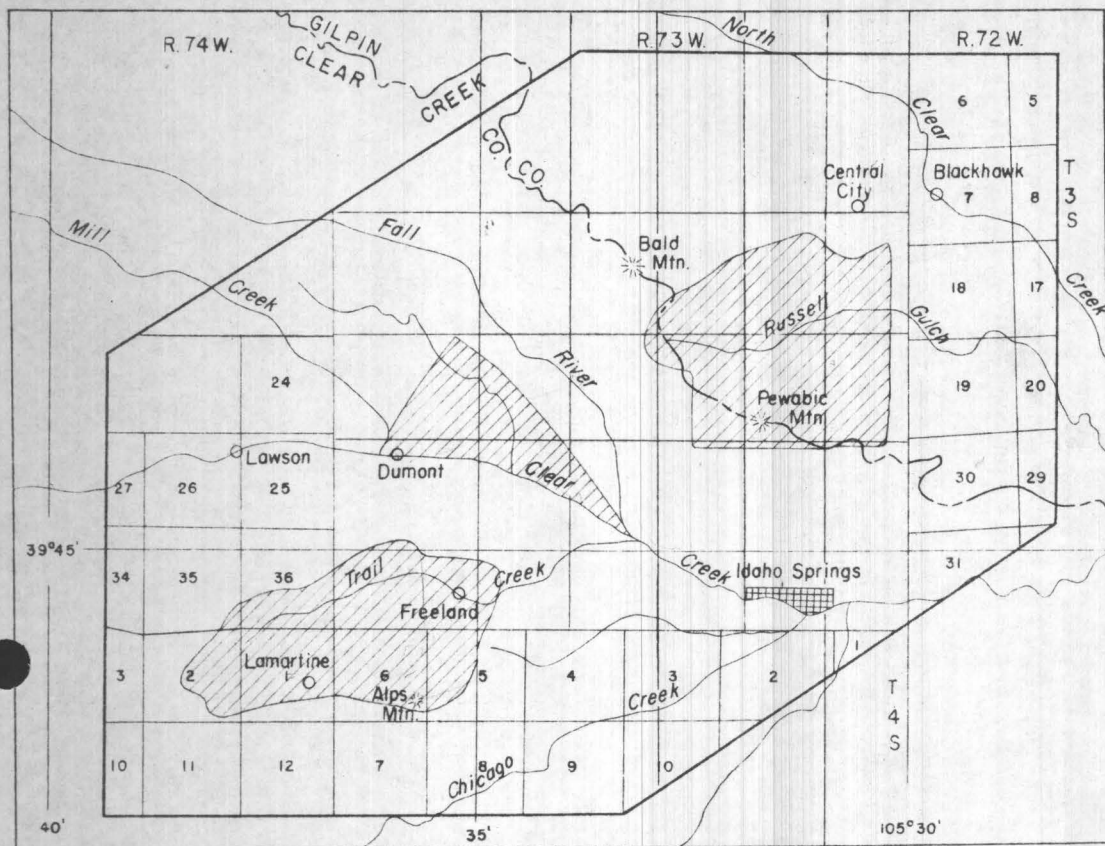 R. 74 W.
GILPIN
CLEAR
CREEK
CO.
CO.
R. 73 W.
North
Clear
Creek
R. 72 W.
6 5
T
3
S
Central
City
Blackhawk
7 8
Mill
Creek
Fall
River
Bald
Mtn.
Russell
Gulch
18 17
24
Pewabic
Mtn.
19 20
Lawson
Dumont
Clear
Creek
27 26 25
30 29
39°45'
34 35 36
Trail
Creek
Freeland
Idaho Springs
31
Lamartine
3 2 1 6 5 4 3 2 1
Alps
Mtn.
Creek
T
4
S
10 11 12 7 8 9 10
Chicago
40' 35' 105°30'